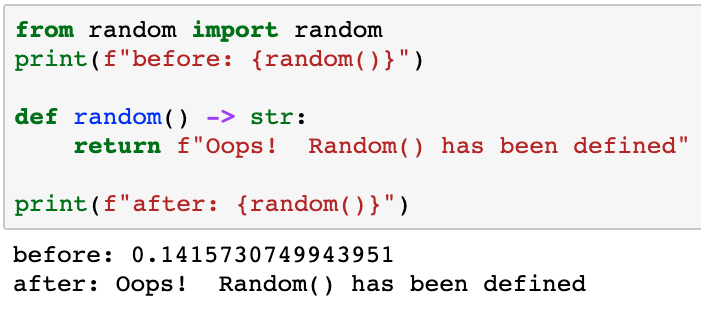 from random import random
print(f"before: {random()}")
def random() -> str:
    return f"Oops!  Random() has been defined"
print(f"after: {random()}")
before: 0.1415730749943951
after: Oops!  Random() has been defined